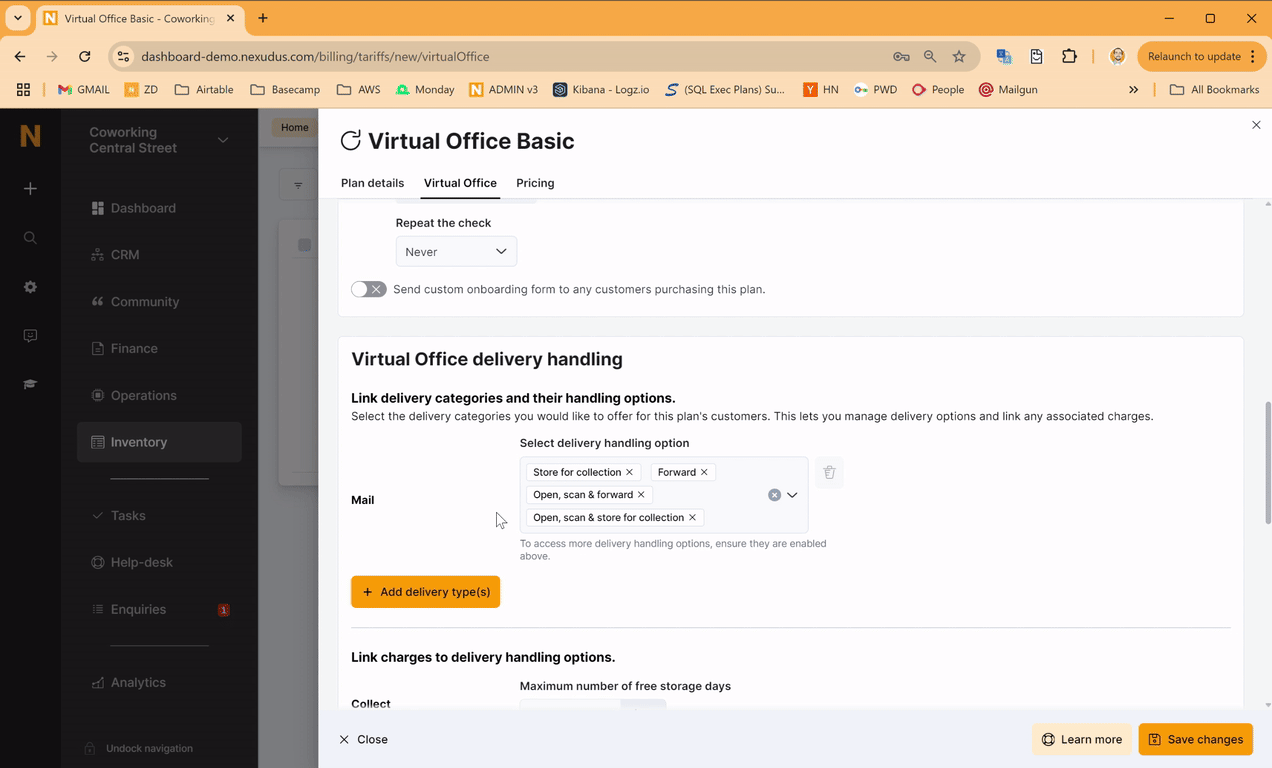 Virtual Office Basic - Coworking
dashboard-demo.nexudus.com/billing/tariffs/new/virtualOffice
Relaunch to update
GMAIL
ZD
Airtable
Basecamp
AWS
Monday
ADMIN v3
Kibana - Logz.io
(SQL Exec Plans) Su...
HN
PWD
People
Mailgun
All Bookmarks
Coworking
Central Street
Dashboard
CRM
Community
Finance
Operations
Inventory
Tasks
Help-desk
Enquiries
1
Analytics
Undock navigation
Home
Virtual Office Basic
Plan details
Virtual Office
Pricing
Repeat the check
Never
Send custom onboarding form to any customers purchasing this plan.
Virtual Office delivery handling
Link delivery categories and their handling options.
Select the delivery categories you would like to offer for this plan's customers. This lets you manage delivery options and link any associated charges.
Select delivery handling option
Mail
Store for collection
Forward
Open, scan & forward
Open, scan & store for collection
To access more delivery handling options, ensure they are enabled
above.
+ Add delivery type(s)
Link charges to delivery handling options.
Maximum number of free storage days
Collect
Close
Learn more
Save changes